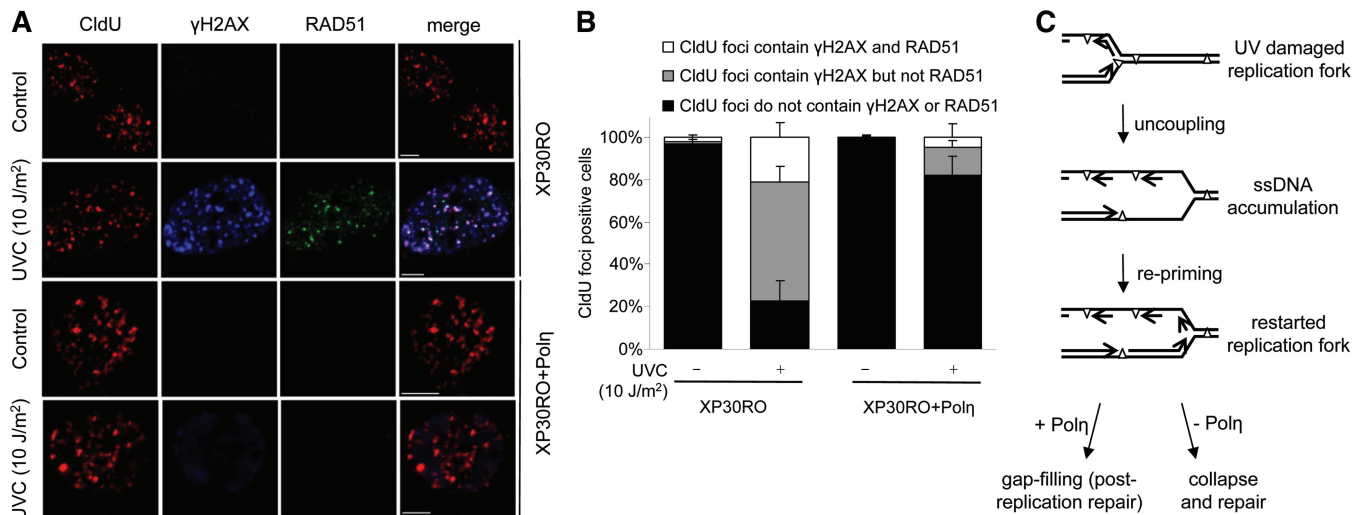 A
CldU γH2AX RAD51 merge
Control
UVC (10 J/m²)
XP30RO
Control
UVC (10 J/m²)
XP30RO+Polη
B
CldU foci contain γH2AX and RAD51
CldU foci contain γH2AX but not RAD51
CldU foci do not contain γH2AX or RAD51
CldU foci positive cells
100%
80%
60%
40%
20%
0%
UVC − + − +
(10 J/m²)
XP30RO XP30RO+Polη
C
UV damaged
replication fork
uncoupling
ssDNA
accumulation
re-priming
restarted
replication fork
+ Polη - Polη
gap-filling (post-
replication repair)
collapse
and repair